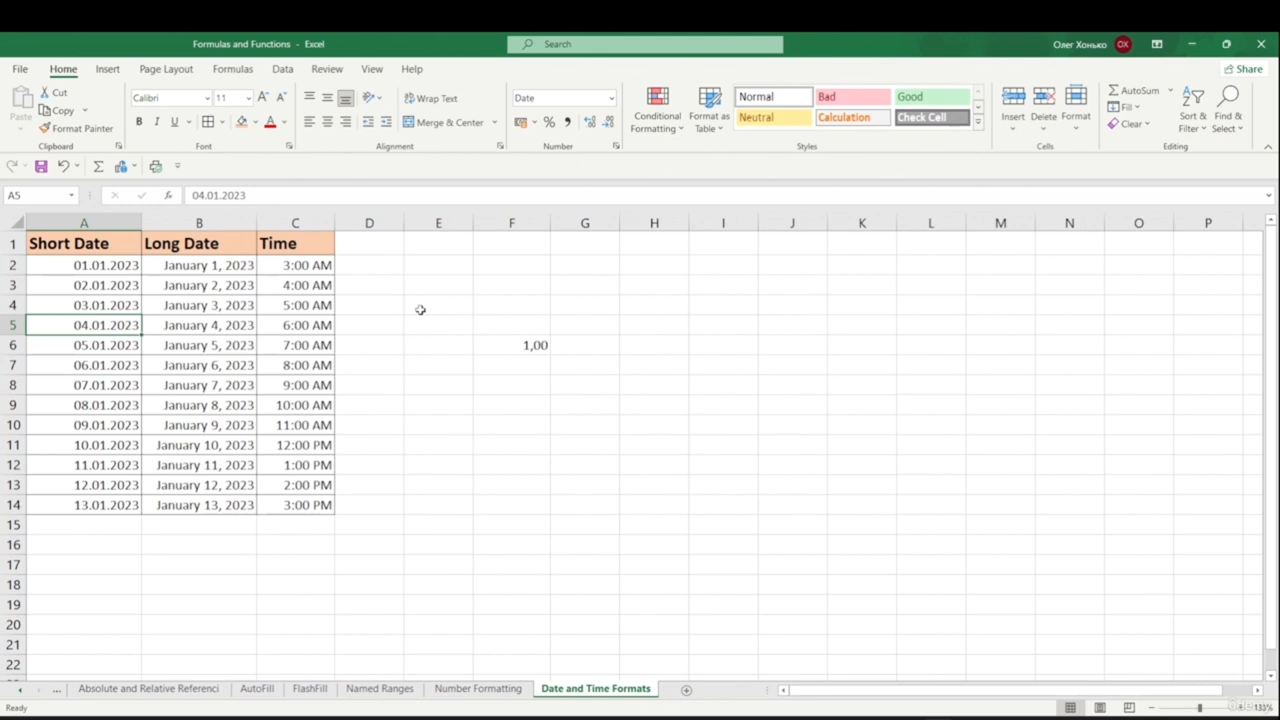 Formulas and Functions - Excel
Search
Олег Хонько
ОХ
File Home Insert Page Layout Formulas Data Review View Help
Share
Paste
Cut
Copy
Format Painter
Clipboard
Calibri
11
B I U
Font
Wrap Text
Merge & Center
Alignment
Date
Number
Conditional Formatting
Format as Table
Normal Bad Good
Neutral Calculation Check Cell
Styles
Insert Delete Format
Cells
AutoSum
Fill
Clear
Sort & Filter
Find & Select
Editing
A5
fx
04.01.2023
A B C D E F G H I J K L M N O P
1 Short Date Long Date Time
2 01.01.2023 January 1, 2023 3:00 AM
3 02.01.2023 January 2, 2023 4:00 AM
4 03.01.2023 January 3, 2023 5:00 AM
5 04.01.2023 January 4, 2023 6:00 AM
6 05.01.2023 January 5, 2023 7:00 AM 1,00
7 06.01.2023 January 6, 2023 8:00 AM
8 07.01.2023 January 7, 2023 9:00 AM
9 08.01.2023 January 8, 2023 10:00 AM
10 09.01.2023 January 9, 2023 11:00 AM
11 10.01.2023 January 10, 2023 12:00 PM
12 11.01.2023 January 11, 2023 1:00 PM
13 12.01.2023 January 12, 2023 2:00 PM
14 13.01.2023 January 13, 2023 3:00 PM
15
16
17
18
19
20
21
22
... Absolute and Relative Referenci AutoFill FlashFill Named Ranges Number Formatting Date and Time Formats
Ready
133%